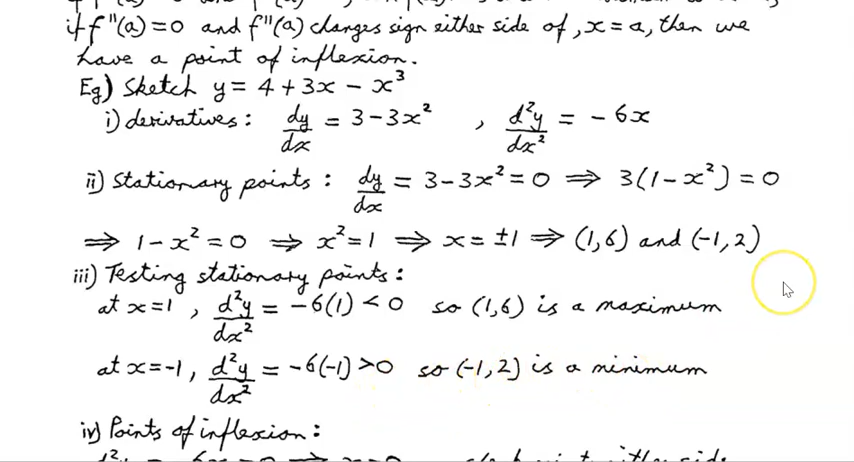 if f"(a) = 0 and f"(a) changes sign either side of, x = a, then we
have a point of inflexion.
Eg) Sketch y = 4 + 3x − x³
i) derivatives: dy/dx = 3 − 3x² , d²y/dx² = −6x
ii) Stationary points: dy/dx = 3 − 3x² = 0 ⇒ 3(1 − x²) = 0
⇒ 1 − x² = 0 ⇒ x² = 1 ⇒ x = ±1 ⇒ (1, 6) and (−1, 2)
iii) Testing stationary points:
at x = 1 , d²y/dx² = −6(1) < 0 so (1, 6) is a maximum
at x = −1, d²y/dx² = −6(−1) > 0 so (−1, 2) is a minimum
iv) Points of inflexion: